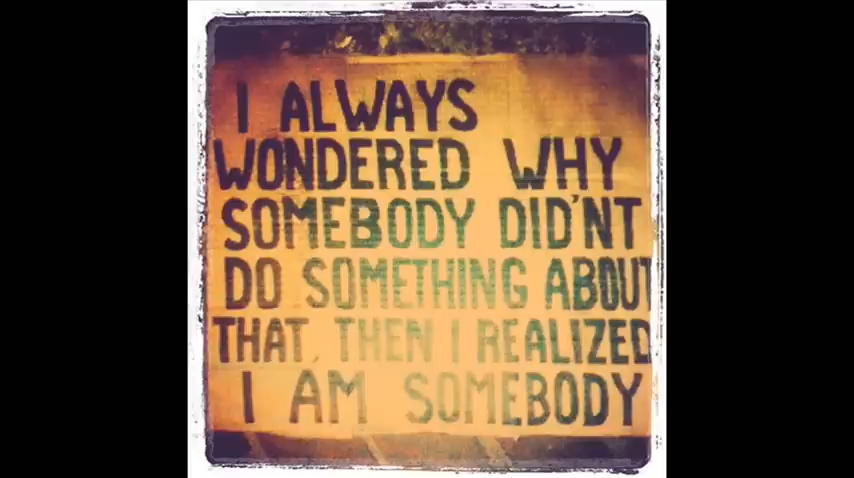 I ALWAYS
WONDERED WHY
SOMEBODY DID'NT
DO SOMETHING ABOUT
THAT, THEN I REALIZED
I AM SOMEBODY